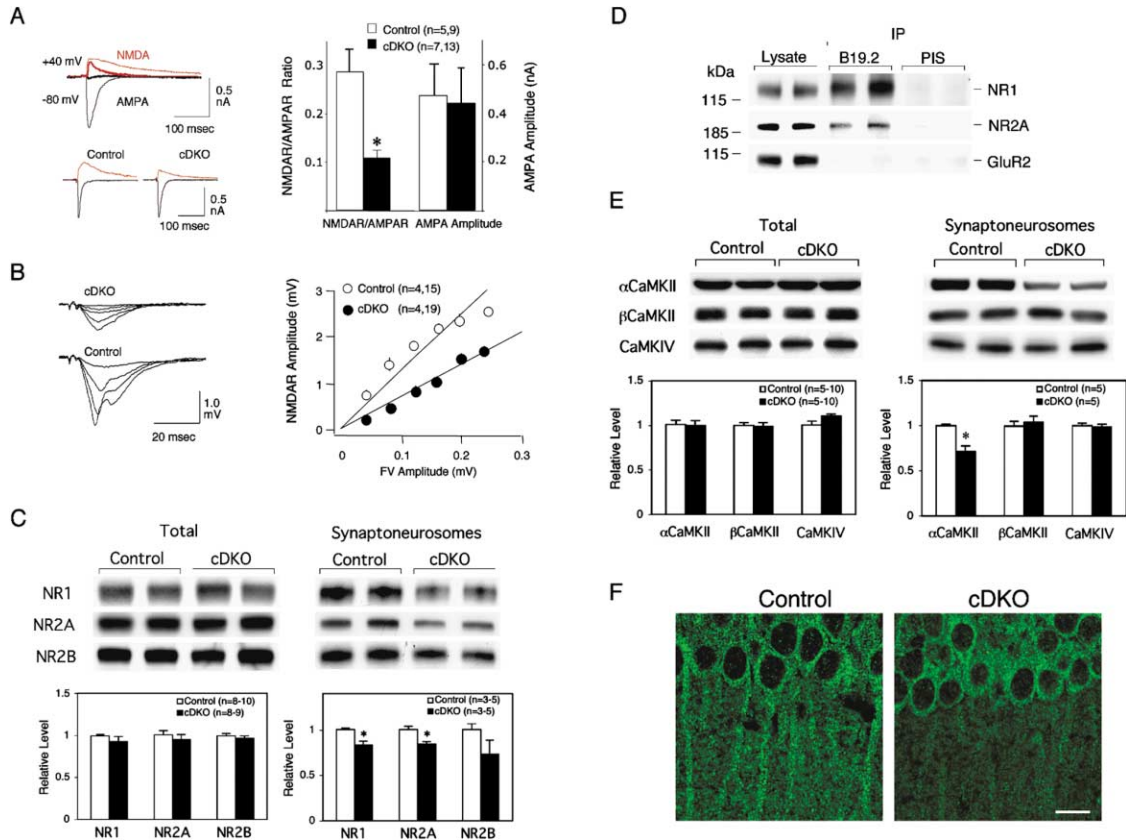 A
Control (n=5,9)
cDKO (n=7,13)
+40 mV
NMDA
-80 mV
AMPA
0.5
nA
100 msec
Control
cDKO
0.5
nA
100 msec
NMDAR/AMPAR Ratio
0.3
0.2
0.1
*
0.6
0.4
0.2
AMPA Amplitude (nA)
NMDAR/AMPAR
AMPA Amplitude
B
cDKO
Control
1.0
mV
20 msec
NMDAR Amplitude (mV)
3
2
1
0
Control (n=4,15)
cDKO (n=4,19)
0
0.1
0.2
0.3
FV Amplitude (mV)
C
Total
Synaptoneurosomes
Control
cDKO
Control
cDKO
NR1
NR2A
NR2B
Relative Level
1.5
1
0.5
0
Control (n=8-10)
cDKO (n=8-9)
NR1
NR2A
NR2B
Relative Level
1.5
1
0.5
0
Control (n=3-5)
cDKO (n=3-5)
*
*
NR1
NR2A
NR2B
D
IP
kDa
Lysate
B19.2
PIS
115
NR1
185
NR2A
115
GluR2
E
Total
Synaptoneurosomes
Control
cDKO
Control
cDKO
αCaMKII
βCaMKII
CaMKIV
Relative Level
1.5
1
0.5
0
Control (n=5-10)
cDKO (n=5-10)
αCaMKII
βCaMKII
CaMKIV
Relative Level
1.5
1
0.5
0
Control (n=5)
cDKO (n=5)
*
αCaMKII
βCaMKII
CaMKIV
F
Control
cDKO